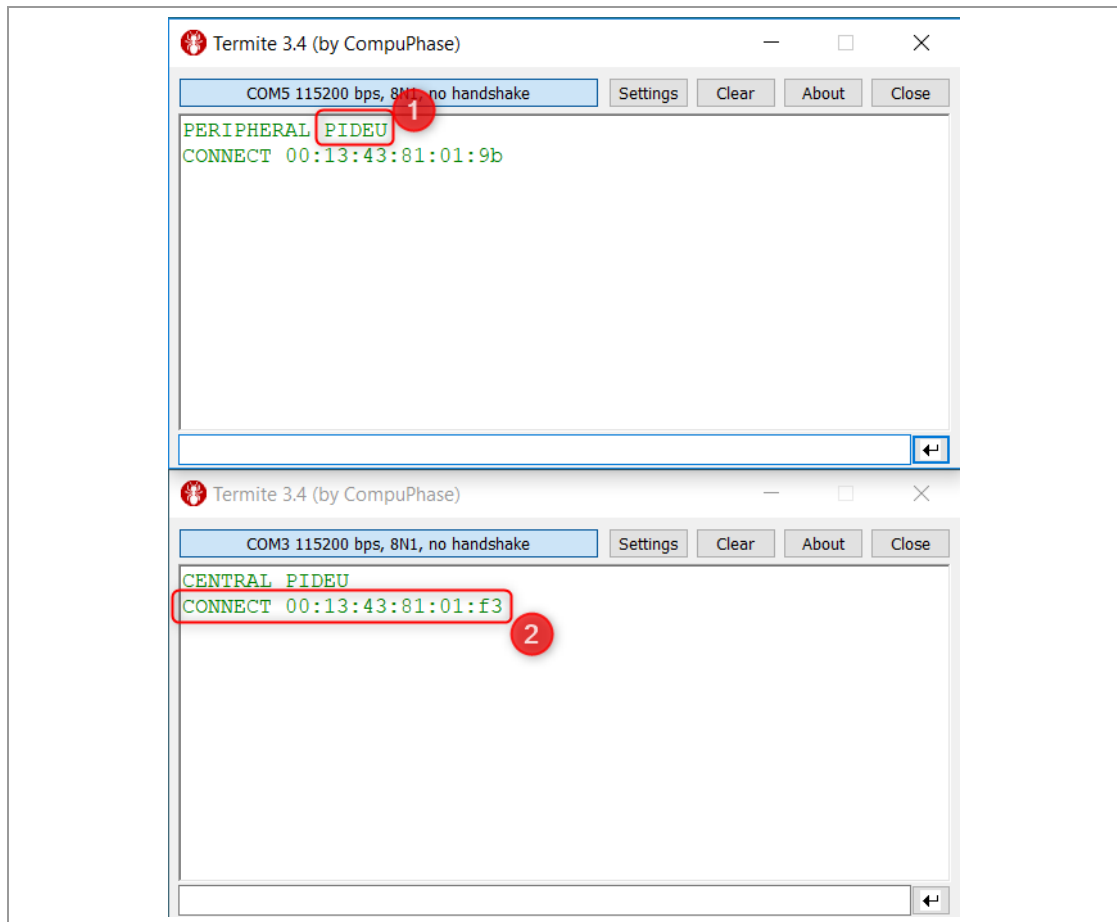 Termite 3.4 (by CompuPhase)
COM5 115200 bps, 8N1, no handshake Settings Clear About Close
1
PERIPHERAL PIDEU
CONNECT 00:13:43:81:01:9b
Termite 3.4 (by CompuPhase)
COM3 115200 bps, 8N1, no handshake Settings Clear About Close
CENTRAL PIDEU
CONNECT 00:13:43:81:01:f3
2